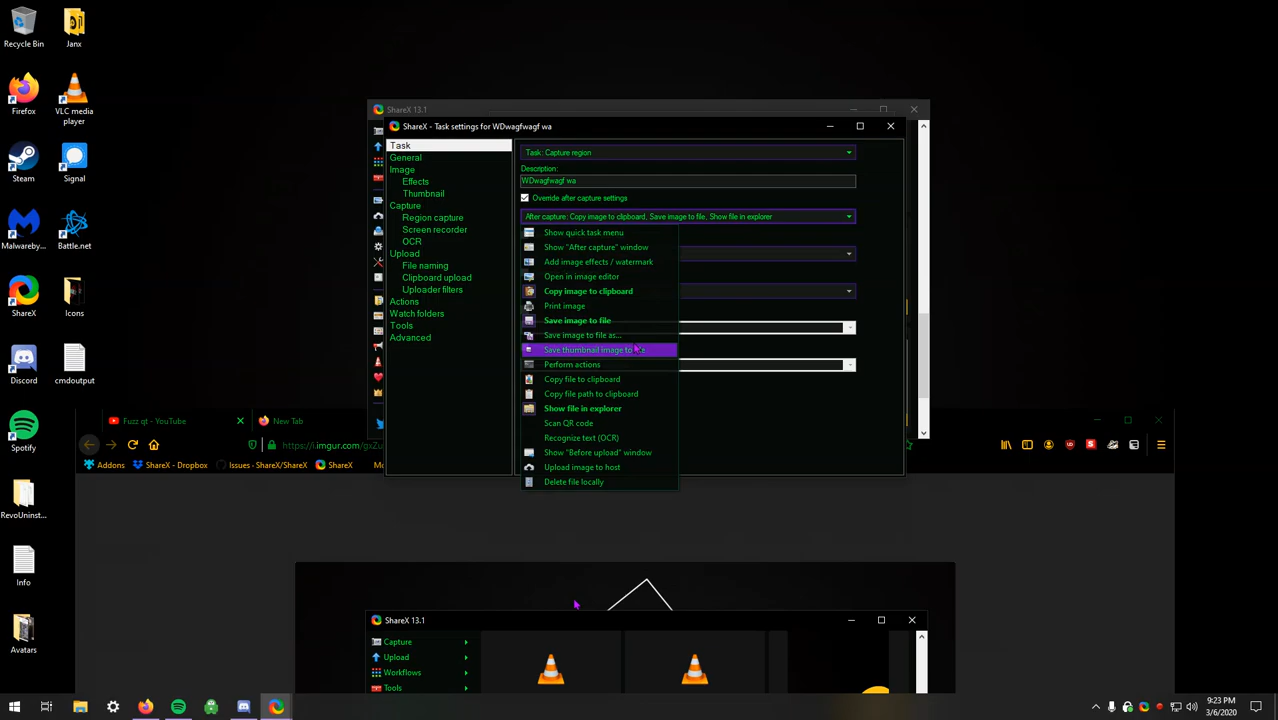 Recycle Bin
Janx
Firefox
VLC media
player
Steam
Signal
Malwareby...
Battle.net
ShareX
Icons
Discord
cmdoutput
Spotify
RevoUninst...
Info
Avatars
ShareX 13.1
ShareX - Task settings for WDwagfwagf wa
Task
General
Image
Effects
Thumbnail
Capture
Region capture
Screen recorder
OCR
Upload
File naming
Clipboard upload
Uploader filters
Actions
Watch folders
Tools
Advanced
Task: Capture region
Description:
WDwagfwagf wa
Override after capture settings
After capture: Copy image to clipboard, Save image to file, Show file in explorer
Show quick task menu
Show "After capture" window
Add image effects / watermark
Open in image editor
Copy image to clipboard
Print image
Save image to file
Save image to file as...
Save thumbnail image to file
Perform actions
Copy file to clipboard
Copy file path to clipboard
Show file in explorer
Scan QR code
Recognize text (OCR)
Show "Before upload" window
Upload image to host
Delete file locally
Fuzz qt - YouTube
New Tab
Addons
ShareX - Dropbox
Issues - ShareX/ShareX
ShareX
ShareX 13.1
Capture
Upload
Workflows
Tools
9:23 PM
3/6/2020